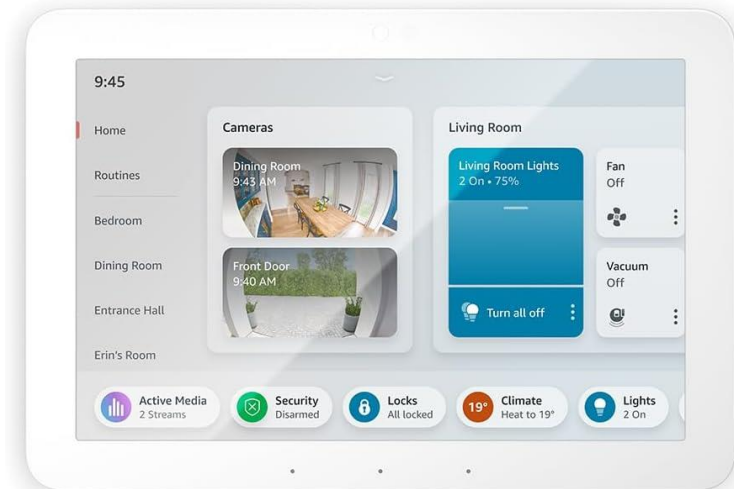 9:45
Home
Routines
Bedroom
Dining Room
Entrance Hall
Erin's Room
Cameras
Dining Room
9:43 AM
Front Door
9:40 AM
Living Room
Living Room Lights
2 On • 75%
Turn all off
Fan
Off
Vacuum
Off
Active Media
2 Streams
Security
Disarmed
Locks
All locked
19°
Climate
Heat to 19°
Lights
2 On